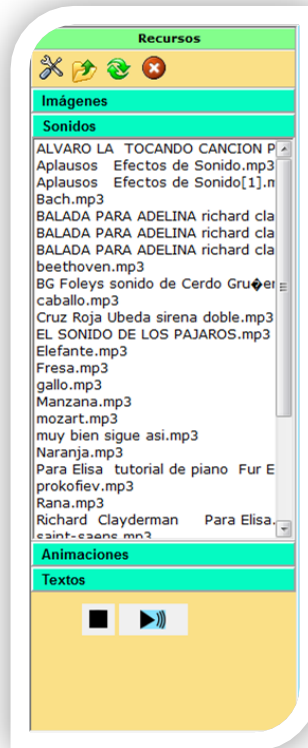 Recursos
Imágenes
Sonidos
ALVARO LA TOCANDO CANCION P
Aplausos Efectos de Sonido.mp3
Aplausos Efectos de Sonido[1].m
Bach.mp3
BALADA PARA ADELINA richard cla
BALADA PARA ADELINA richard cla
BALADA PARA ADELINA richard cla
beethoven.mp3
BG Foleys sonido de Cerdo Gru�er
caballo.mp3
Cruz Roja Ubeda sirena doble.mp3
EL SONIDO DE LOS PAJAROS.mp3
Elefante.mp3
Fresa.mp3
gallo.mp3
Manzana.mp3
mozart.mp3
muy bien sigue asi.mp3
Naranja.mp3
Para Elisa tutorial de piano Fur E
prokofiev.mp3
Rana.mp3
Richard Clayderman Para Elisa.
saint-saens.mp3
Animaciones
Textos